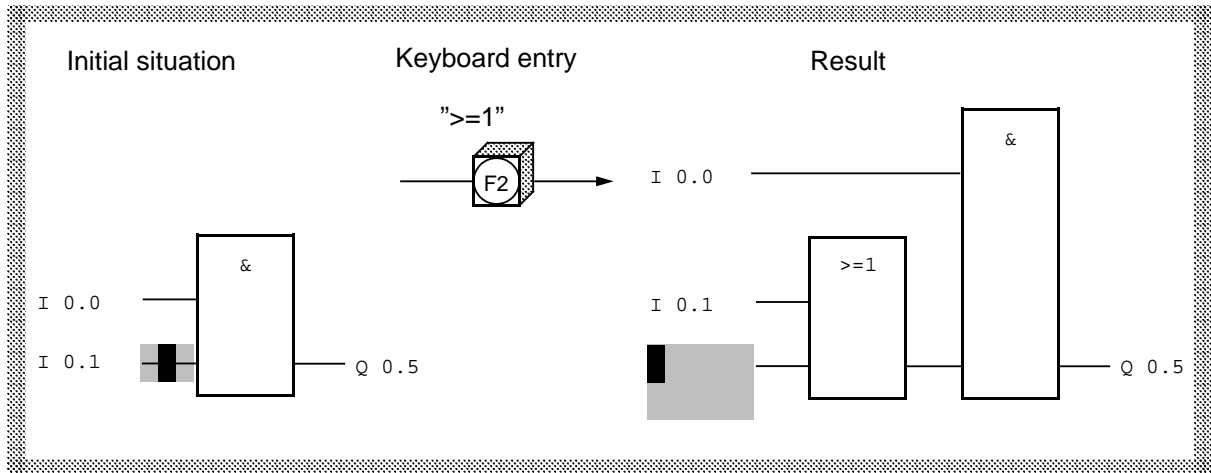 Initial situation
Keyboard entry
Result
”>=1”
F2
&
I 0.0
I 0.1
Q 0.5
&
I 0.0
>=1
I 0.1
Q 0.5